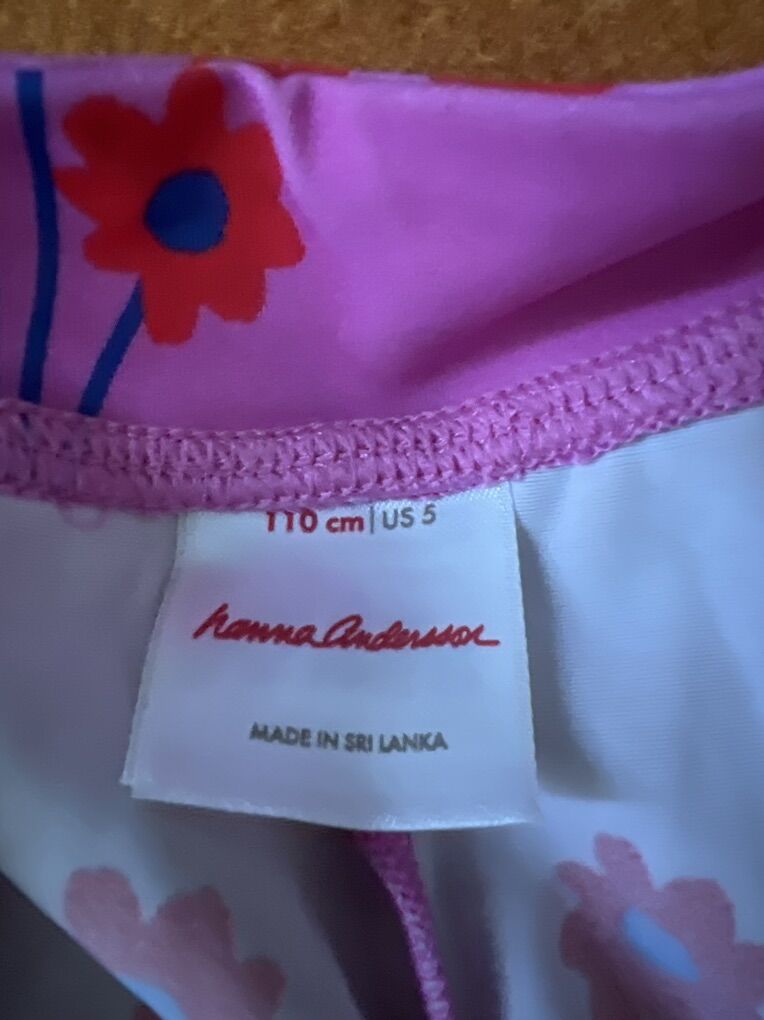 110 cm | US 5
hanna Andersson
MADE IN SRI LANKA